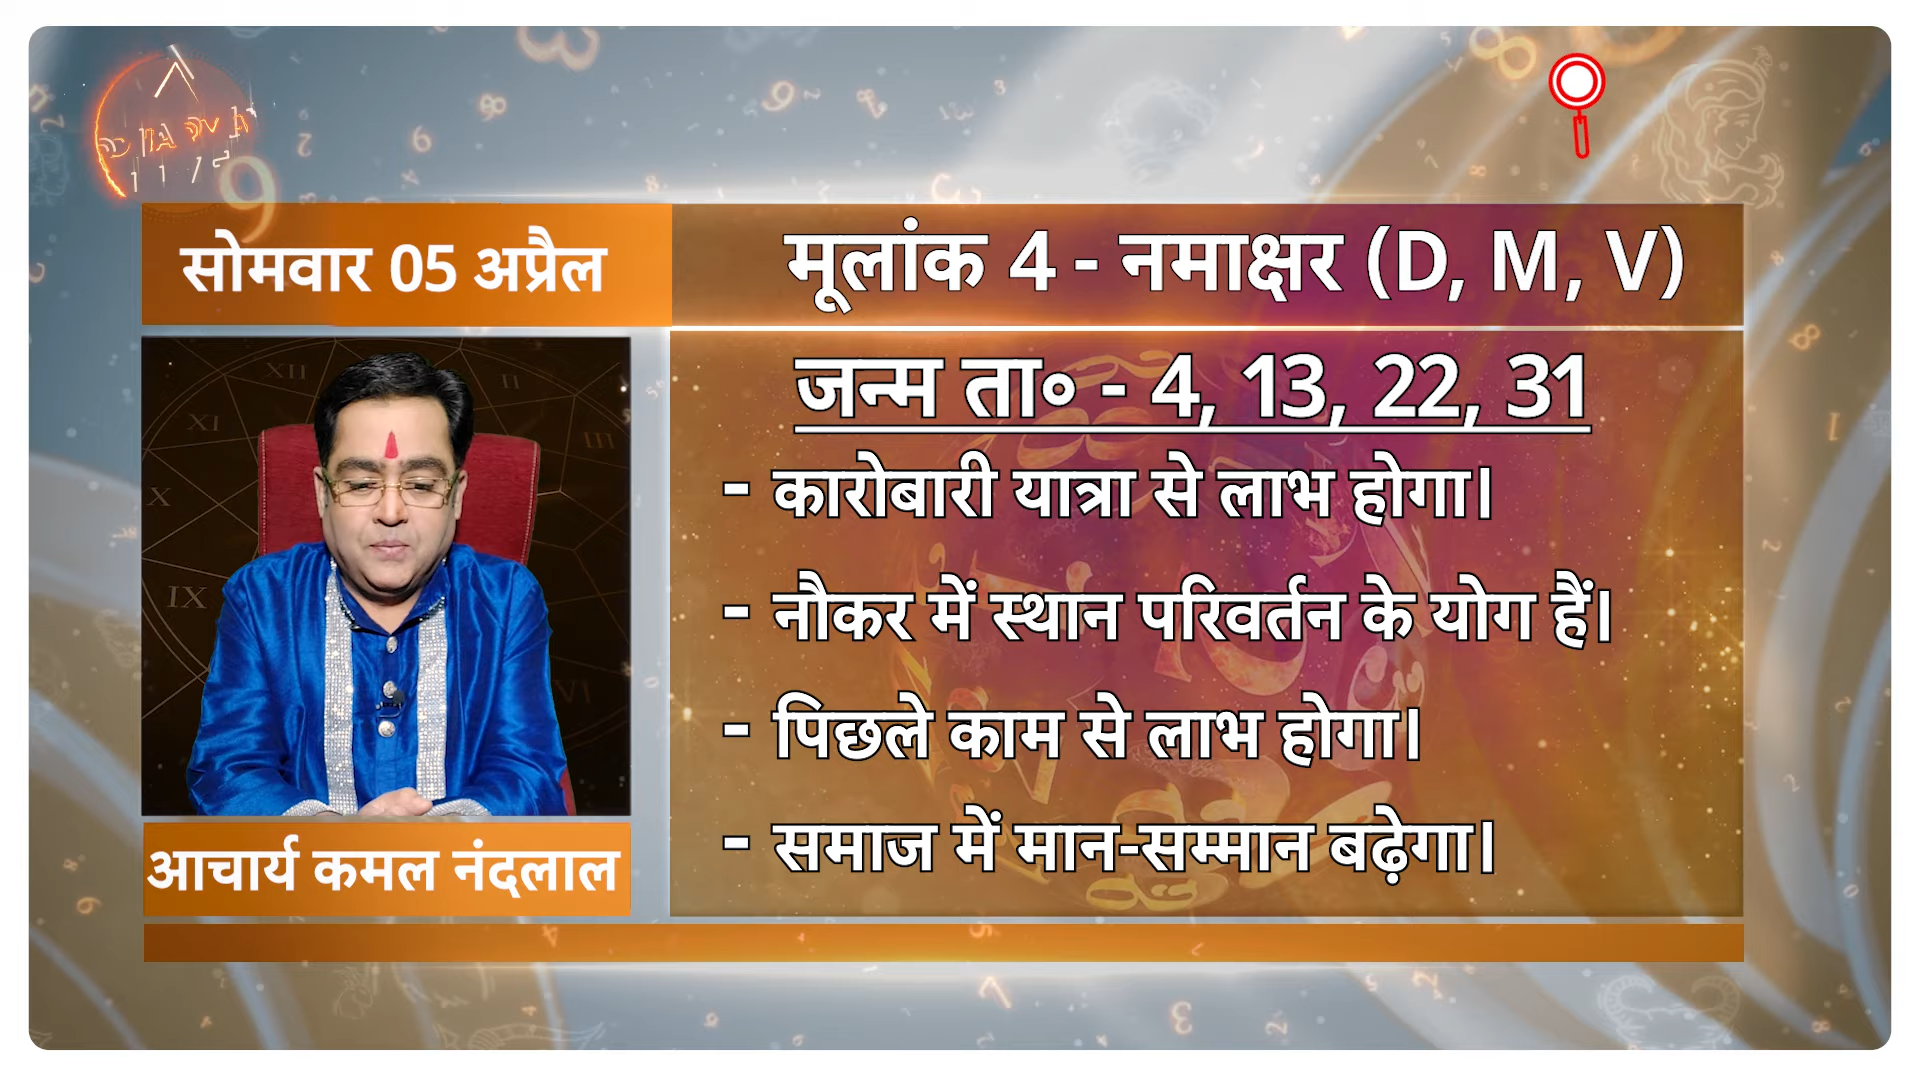 सोमवार 05 अप्रैल
मूलांक 4 - नमाक्षर (D, M, V)
जन्म ता० - 4, 13, 22, 31
- कारोबारी यात्रा से लाभ होगा।
- नौकर में स्थान परिवर्तन के योग हैं।
- पिछले काम से लाभ होगा।
- समाज में मान-सम्मान बढ़ेगा।
आचार्य कमल नंदलाल